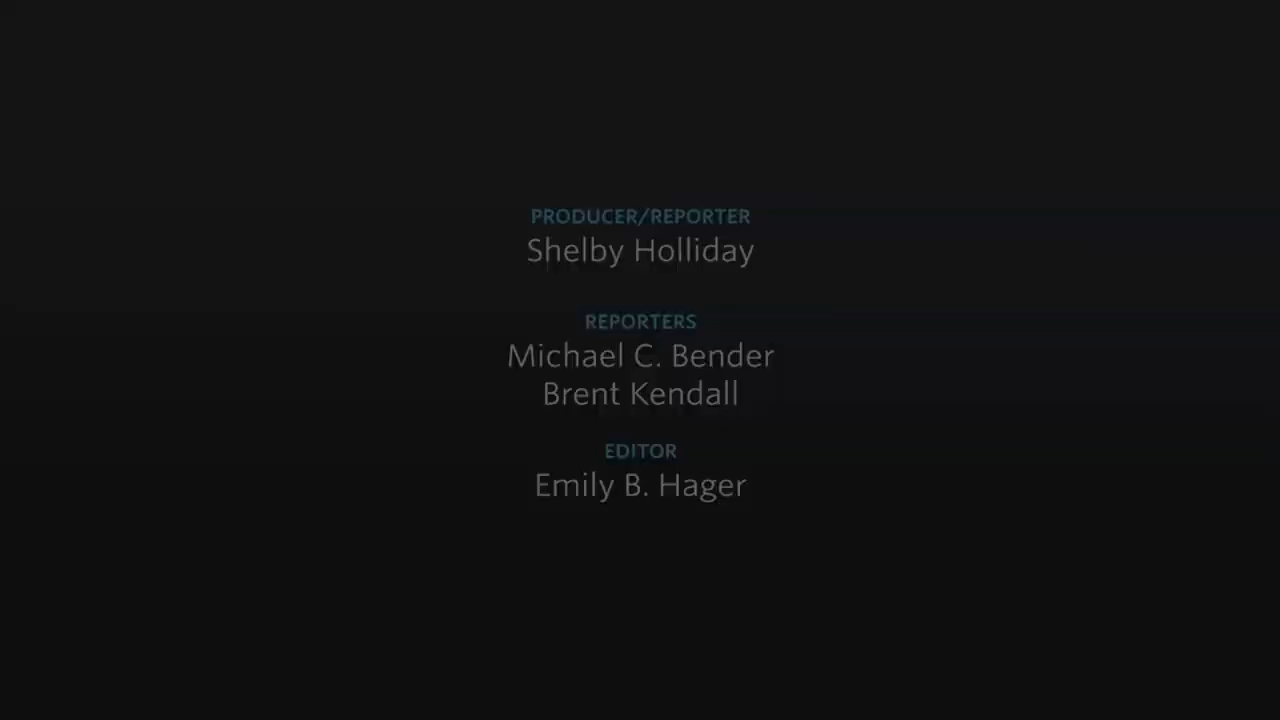 PRODUCER/REPORTER
Shelby Holliday
REPORTERS
Michael C. Bender
Brent Kendall
EDITOR
Emily B. Hager